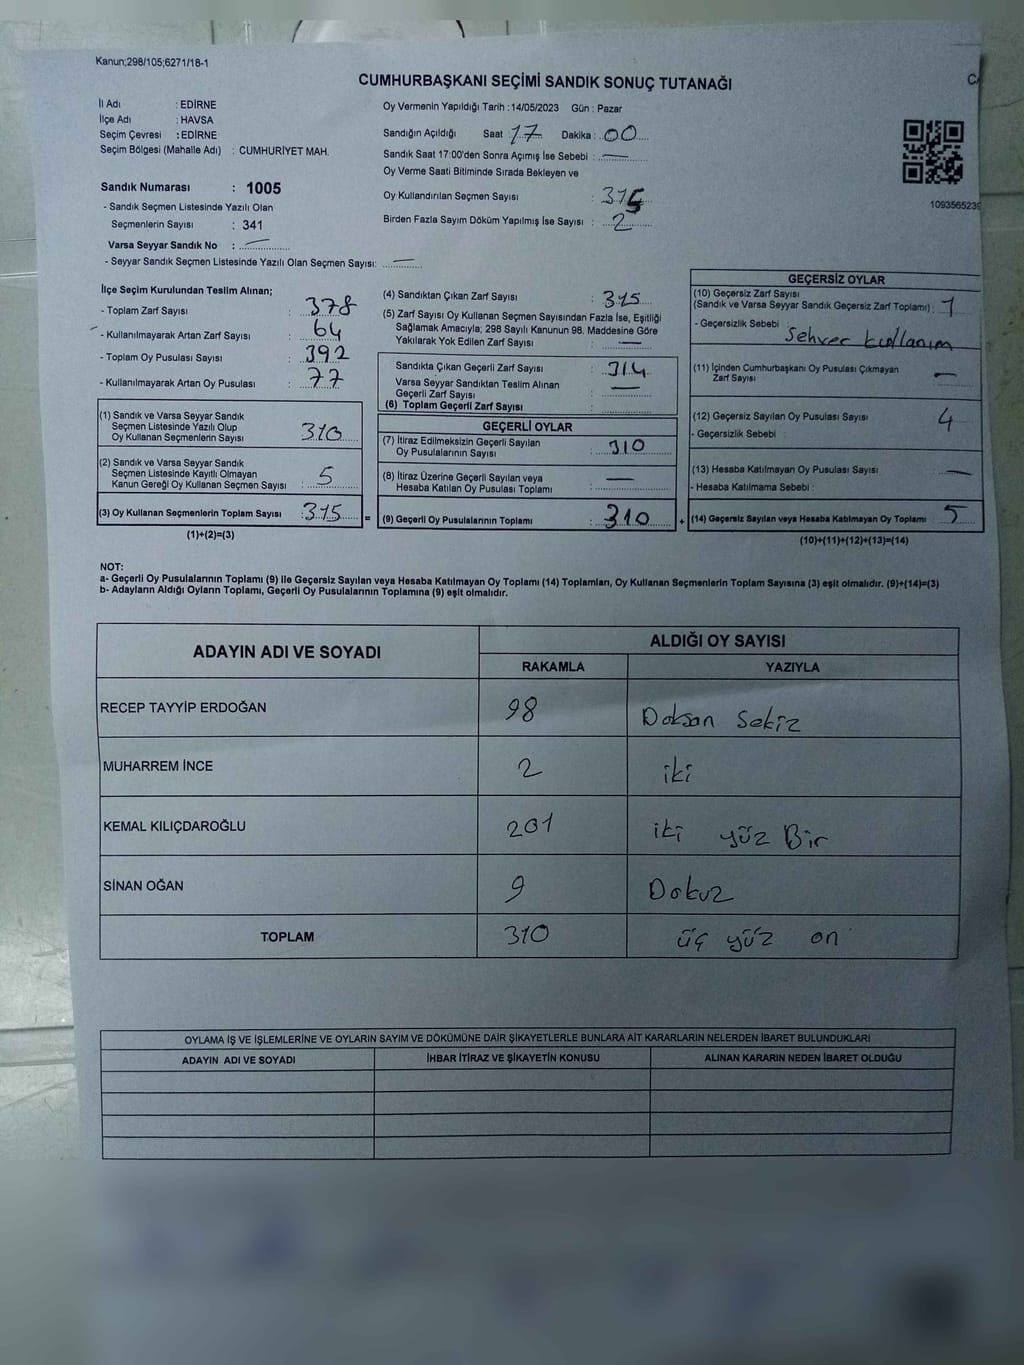 Kanun;298/105;6271/18-1
CUMHURBAŞKANI SEÇİMİ SANDIK SONUÇ TUTANAĞI
İl Adı : EDİRNE
İlçe Adı : HAVSA
Seçim Çevresi : EDİRNE
Seçim Bölgesi (Mahalle Adı) : CUMHURİYET MAH.
Sandık Numarası : 1005
- Sandık Seçmen Listesinde Yazılı Olan
Seçmenlerin Sayısı : 341
Varsa Seyyar Sandık No : —
- Seyyar Sandık Seçmen Listesinde Yazılı Olan Seçmen Sayısı: —
Oy Vermenin Yapıldığı Tarih :14/05/2023 Gün : Pazar
Sandığın Açıldığı Saat 17 Dakika : 00
Sandık Saat 17:00'den Sonra Açımış İse Sebebi : —
Oy Verme Saati Bitiminde Sırada Bekleyen ve
Oy Kullandırılan Seçmen Sayısı : 315
Birden Fazla Sayım Döküm Yapılmış İse Sayısı : 2
1093565239
İlçe Seçim Kurulundan Teslim Alınan;
- Toplam Zarf Sayısı : 378
- Kullanılmayarak Artan Zarf Sayısı : 64
- Toplam Oy Pusulası Sayısı : 392
- Kullanılmayarak Artan Oy Pusulası : 77
(1) Sandık ve Varsa Seyyar Sandık
Seçmen Listesinde Yazılı Olup
Oy Kullanan Seçmenlerin Sayısı 310
(2) Sandık ve Varsa Seyyar Sandık
Seçmen Listesinde Kayıtlı Olmayan
Kanun Gereği Oy Kullanan Seçmen Sayısı : 5
(3) Oy Kullanan Seçmenlerin Toplam Sayısı : 315 =
(1)+(2)=(3)
(4) Sandıktan Çıkan Zarf Sayısı : 315
(5) Zarf Sayısı Oy Kullanan Seçmen Sayısından Fazla İse, Eşitliği
Sağlamak Amacıyla; 298 Sayılı Kanunun 98. Maddesine Göre
Yakılarak Yok Edilen Zarf Sayısı : —
Sandıkta Çıkan Geçerli Zarf Sayısı : 314
Varsa Seyyar Sandıktan Teslim Alınan
Geçerli Zarf Sayısı : —
(6) Toplam Geçerli Zarf Sayısı :
GEÇERLİ OYLAR
(7) İtiraz Edilmeksizin Geçerli Sayılan
Oy Pusulalarının Sayısı : 310
(8) İtiraz Üzerine Geçerli Sayılan veya
Hesaba Katılan Oy Pusulası Toplamı : —
(9) Geçerli Oy Pusulalarının Toplamı : 310 +
GEÇERSİZ OYLAR
(10) Geçersiz Zarf Sayısı
(Sandık ve Varsa Seyyar Sandık Geçersiz Zarf Toplamı) : 1
- Geçersizlik Sebebi : Sehven kullanım
(11) İçinden Cumhurbaşkanı Oy Pusulası Çıkmayan
Zarf Sayısı —
(12) Geçersiz Sayılan Oy Pusulası Sayısı 4
- Geçersizlik Sebebi :
(13) Hesaba Katılmayan Oy Pusulası Sayısı —
- Hesaba Katılmama Sebebi :
(14) Geçersiz Sayılan veya Hesaba Katılmayan Oy Toplamı : 5
(10)+(11)+(12)+(13)=(14)
NOT:
a- Geçerli Oy Pusulalarının Toplamı (9) ile Geçersiz Sayılan veya Hesaba Katılmayan Oy Toplamı (14) Toplamları, Oy Kullanan Seçmenlerin Toplam Sayısına (3) eşit olmalıdır. (9)+(14)=(3)
b- Adayların Aldığı Oyların Toplamı, Geçerli Oy Pusulalarının Toplamına (9) eşit olmalıdır.
ADAYIN ADI VE SOYADI ALDIĞI OY SAYISI
RAKAMLA YAZIYLA
RECEP TAYYİP ERDOĞAN 98 Doksan Sekiz
MUHARREM İNCE 2 iki
KEMAL KILIÇDAROĞLU 201 iki yüz Bir
SİNAN OĞAN 9 Dokuz
TOPLAM 310 üç yüz on
OYLAMA İŞ VE İŞLEMLERİNE VE OYLARIN SAYIM VE DÖKÜMÜNE DAİR ŞİKAYETLERLE BUNLARA AİT KARARLARIN NELERDEN İBARET BULUNDUKLARI
ADAYIN ADI VE SOYADI İHBAR İTİRAZ VE ŞİKAYETİN KONUSU ALINAN KARARIN NEDEN İBARET OLDUĞU